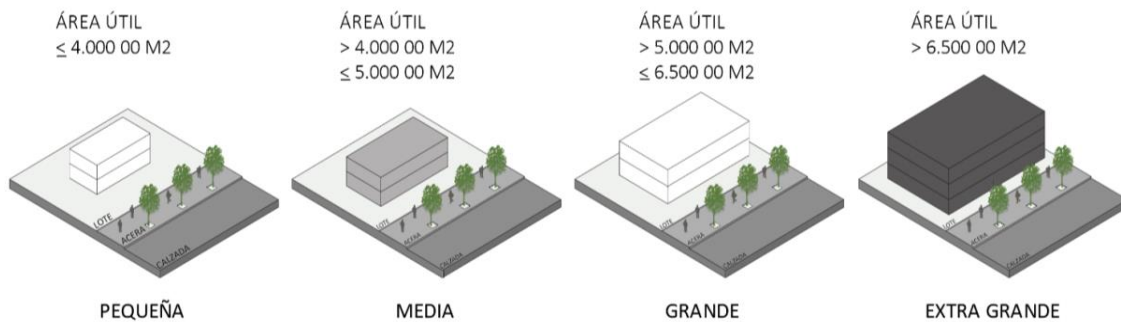 ÁREA ÚTIL
≤ 4.000 00 M2
ÁREA ÚTIL
> 4.000 00 M2
≤ 5.000 00 M2
ÁREA ÚTIL
> 5.000 00 M2
≤ 6.500 00 M2
ÁREA ÚTIL
> 6.500 00 M2
LOTE
ACERA
CALZADA
LOTE
ACERA
CALZADA
LOTE
ACERA
CALZADA
LOTE
ACERA
CALZADA
PEQUEÑA
MEDIA
GRANDE
EXTRA GRANDE